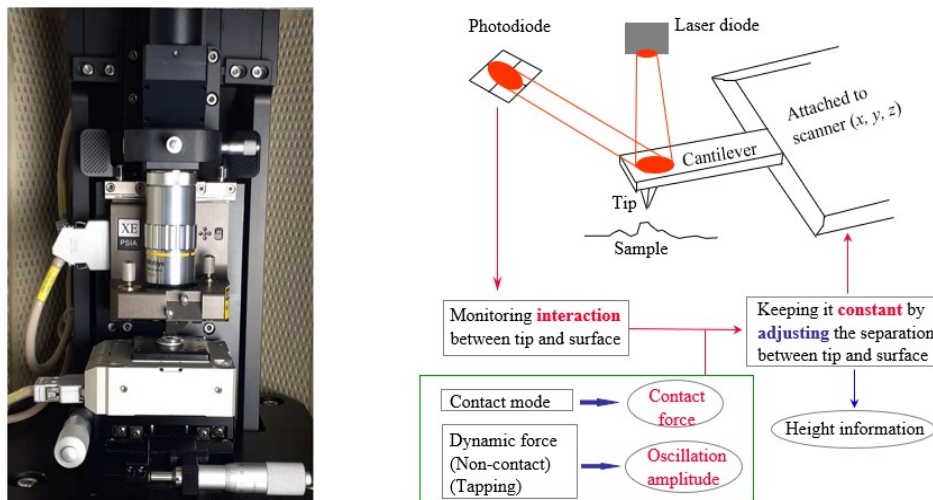 XE
PSIA
Photodiode
Laser diode
Attached to
scanner (x, y, z)
Cantilever
Tip
Sample
Monitoring interaction
between tip and surface
Keeping it constant by
adjusting the separation
between tip and surface
Contact mode
Contact
force
Height information
Dynamic force
(Non-contact)
(Tapping)
Oscillation
amplitude